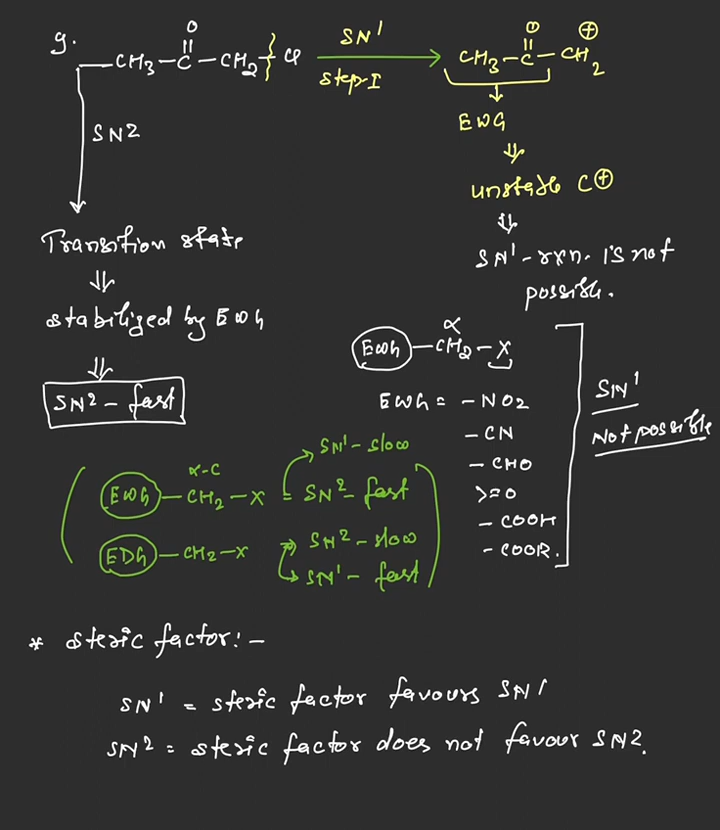 g.
CH3-C(=O)-CH2-Cl
SN1
Step-I
CH3-C(=O)-CH2⊕
↓
EWG
⇓
unstable C⊕
⇓
SN1-rxn. is not
possible.
SN2
Transition state
⇓
stabilized by EWG
⇓
SN2 - fast
α
EWG-CH2-X
EWG = -NO2
-CN
-CHO
>=O
-COOH
-COOR.
SN1
Not possible
α-C
EWG-CH2-X
SN1-slow
SN2-fast
EDG-CH2-X
SN2-slow
SN1-fast
* steric factor:-
SN1 = steric factor favours SN1
SN2 = steric factor does not favour SN2.